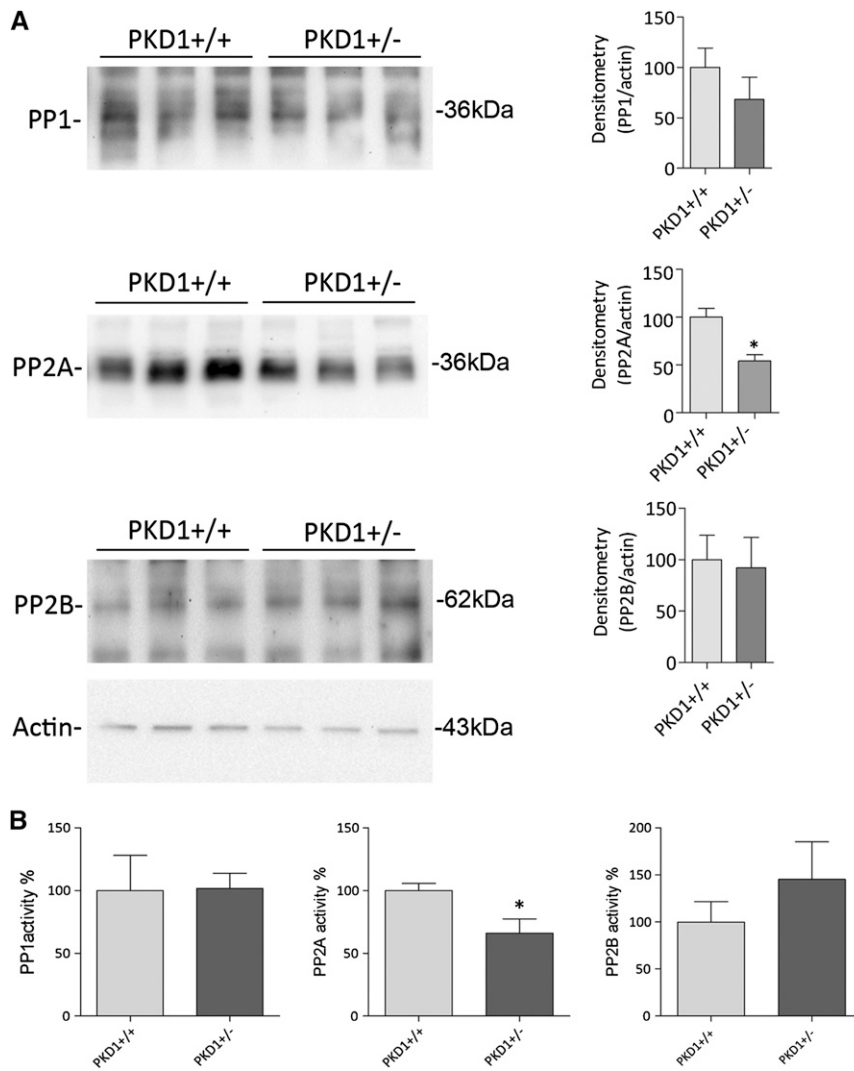 A
PKD1+/+ PKD1+/-
PP1- -36kDa
Densitometry
(PP1/actin)
150
100
50
0
PKD1+/+ PKD1+/-
PKD1+/+ PKD1+/-
PP2A- -36kDa
Densitometry
(PP2A/actin)
150
100
50
0
*
PKD1+/+ PKD1+/-
PKD1+/+ PKD1+/-
PP2B- -62kDa
Densitometry
(PP2B/actin)
150
100
50
0
PKD1+/+ PKD1+/-
Actin- -43kDa
B
PP1activity %
150
100
50
0
PKD1+/+ PKD1+/-
PP2A activity %
150
100
50
0
*
PKD1+/+ PKD1+/-
PP2B activity %
200
150
100
50
0
PKD1+/+ PKD1+/-